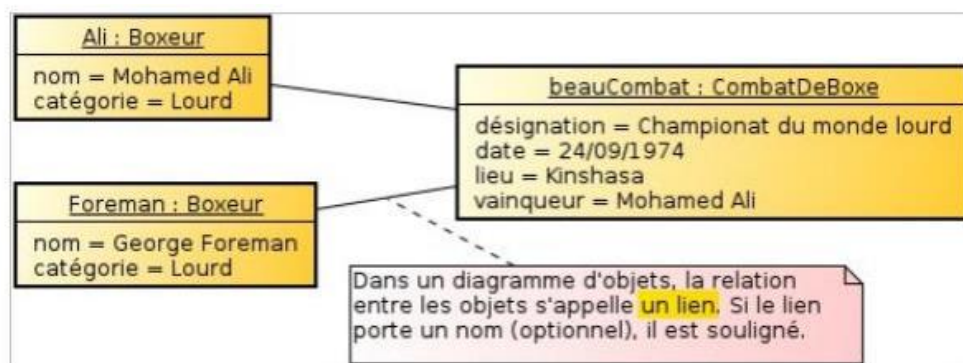 Ali : Boxeur
nom = Mohamed Ali
catégorie = Lourd
beauCombat : CombatDeBoxe
désignation = Championat du monde lourd
date = 24/09/1974
lieu = Kinshasa
vainqueur = Mohamed Ali
Foreman : Boxeur
nom = George Foreman
catégorie = Lourd
Dans un diagramme d'objets, la relation
entre les objets s'appelle un lien. Si le lien
porte un nom (optionnel), il est souligné.